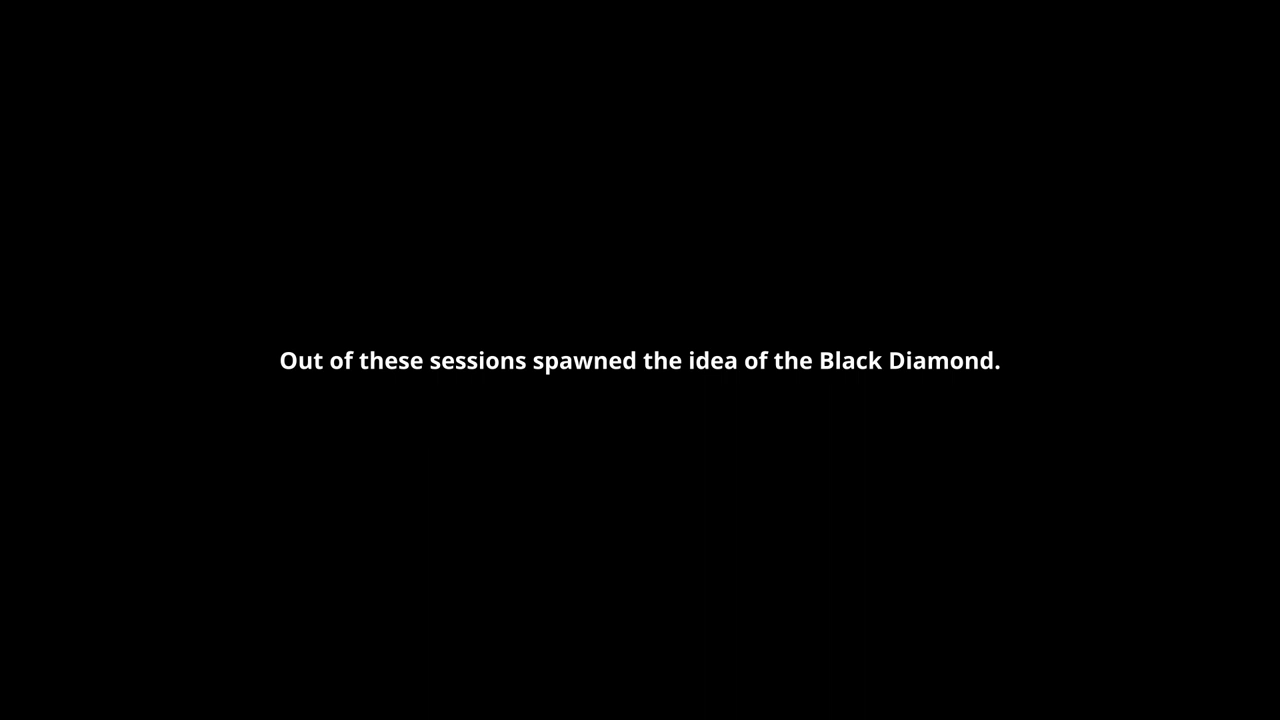 Out of these sessions spawned the idea of the Black Diamond.